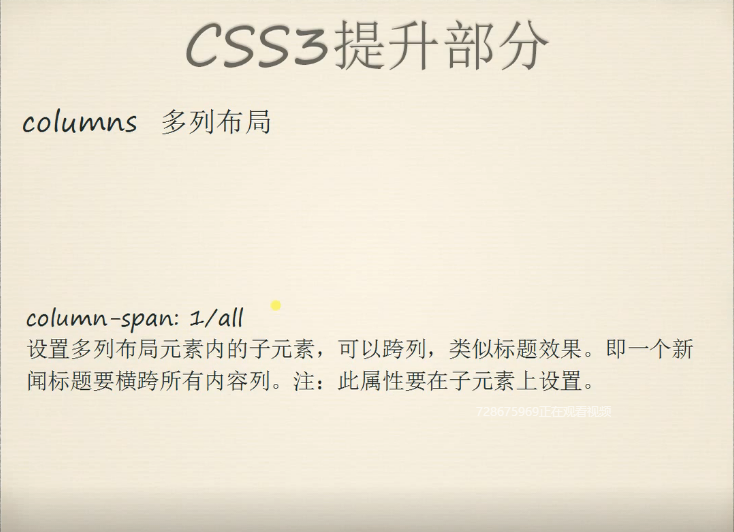 CSS3提升部分
columns 多列布局
column-span: 1/all
设置多列布局元素内的子元素，可以跨列，类似标题效果。即一个新
闻标题要横跨所有内容列。注：此属性要在子元素上设置。
728675969正在观看视频